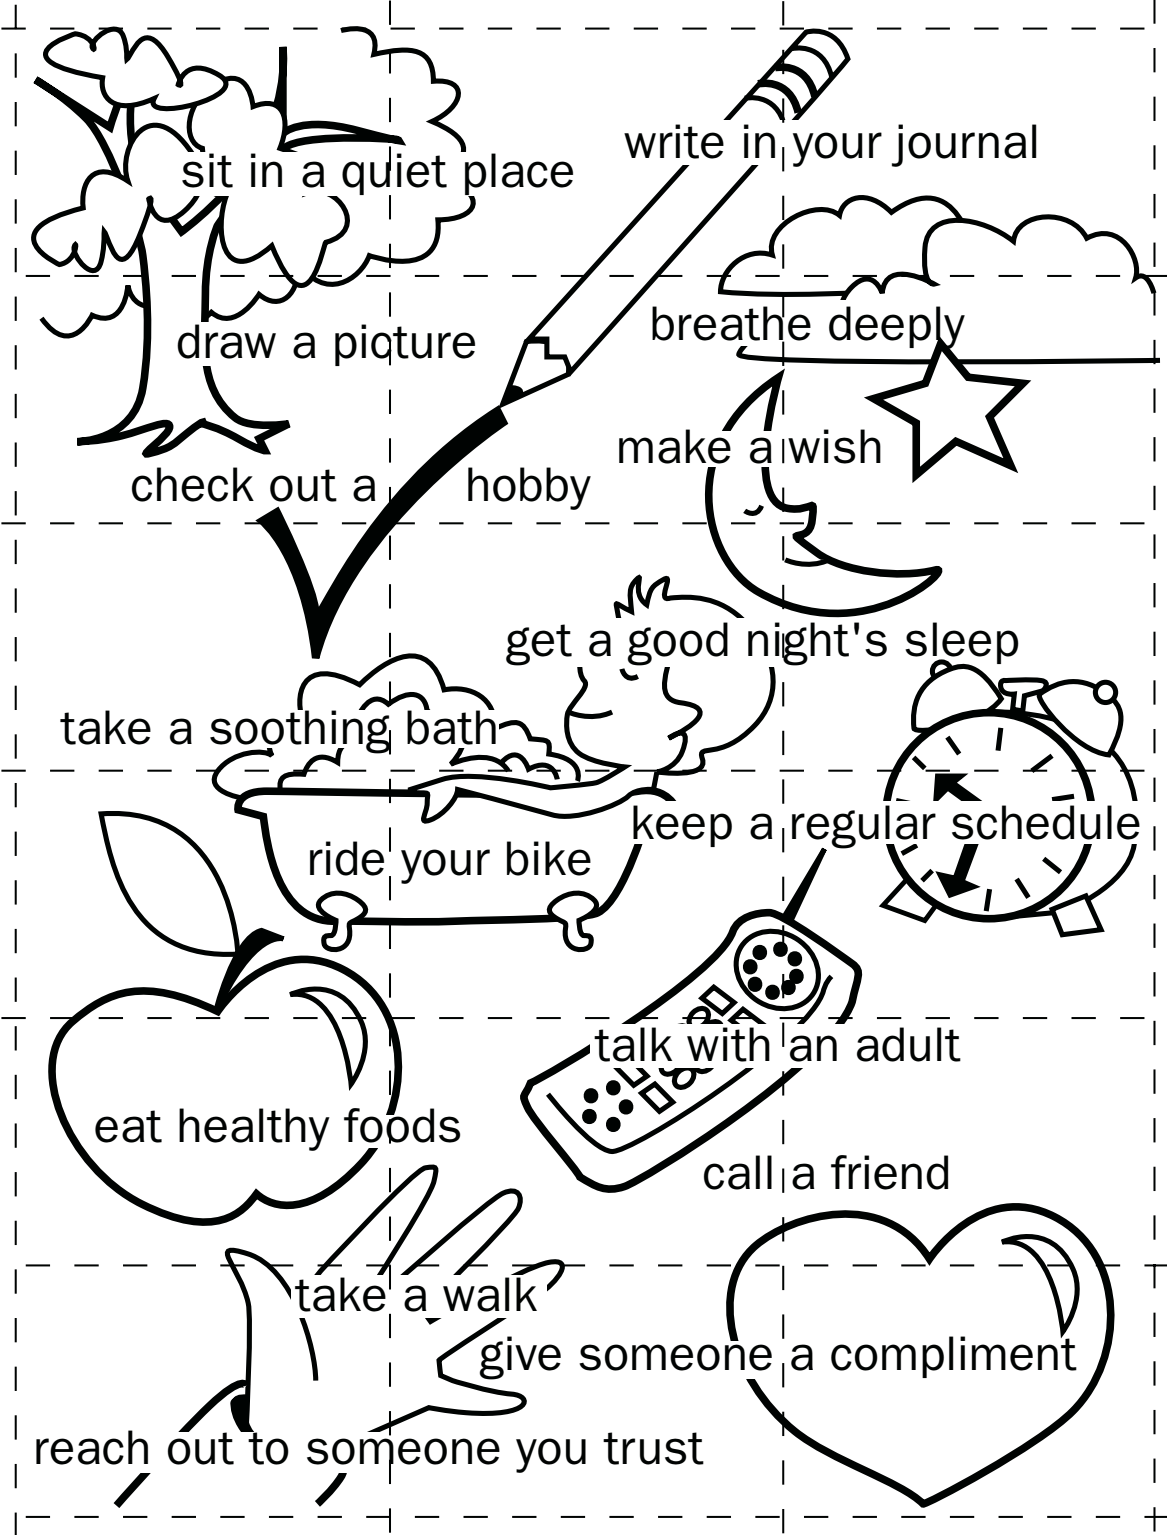 sit in a quiet place
write in your journal
draw a picture
breathe deeply
make a wish
check out a hobby
get a good night's sleep
take a soothing bath
keep a regular schedule
ride your bike
talk with an adult
eat healthy foods
call a friend
take a walk
give someone a compliment
reach out to someone you trust